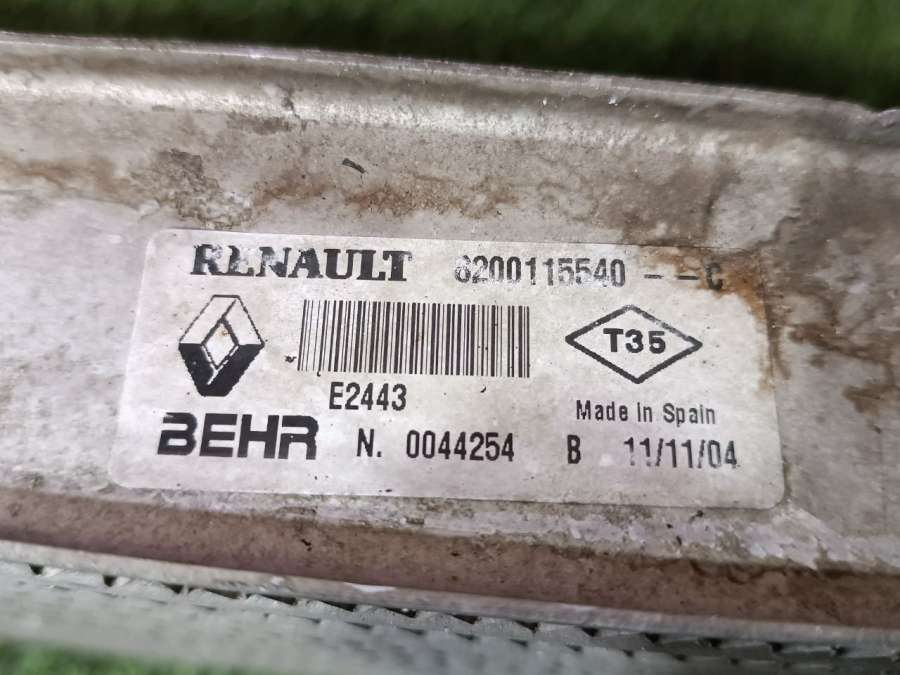 RENAULT 8200115540 - - C
T35
E2443
Made in Spain
BEHR N. 0044254 B 11/11/04